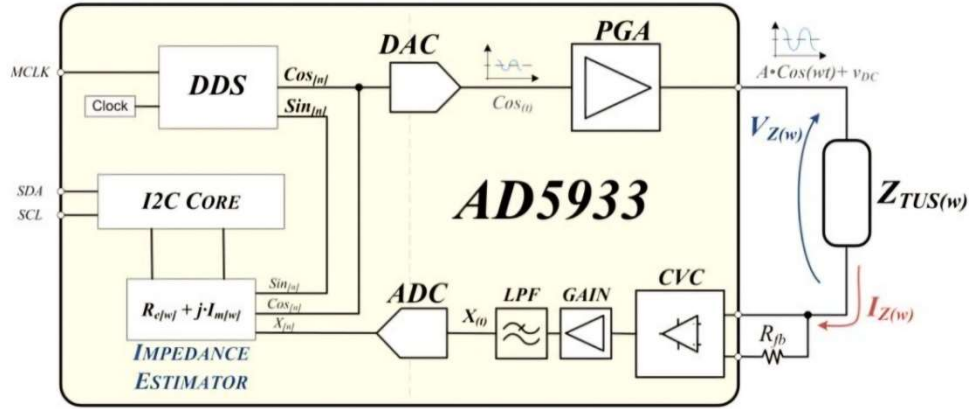 DAC
PGA
MCLK
DDS
Cos[n]
Sin[n]
Clock
Cos(t)
A•Cos(wt)+ vDC
VZ(w)
SDA
SCL
I2C CORE
AD5933
ZTUS(w)
Re[w] + j·Im[w]
Sin[n]
Cos[n]
X[n]
ADC
X(t)
LPF
GAIN
CVC
Rfb
IZ(w)
IMPEDANCE
ESTIMATOR